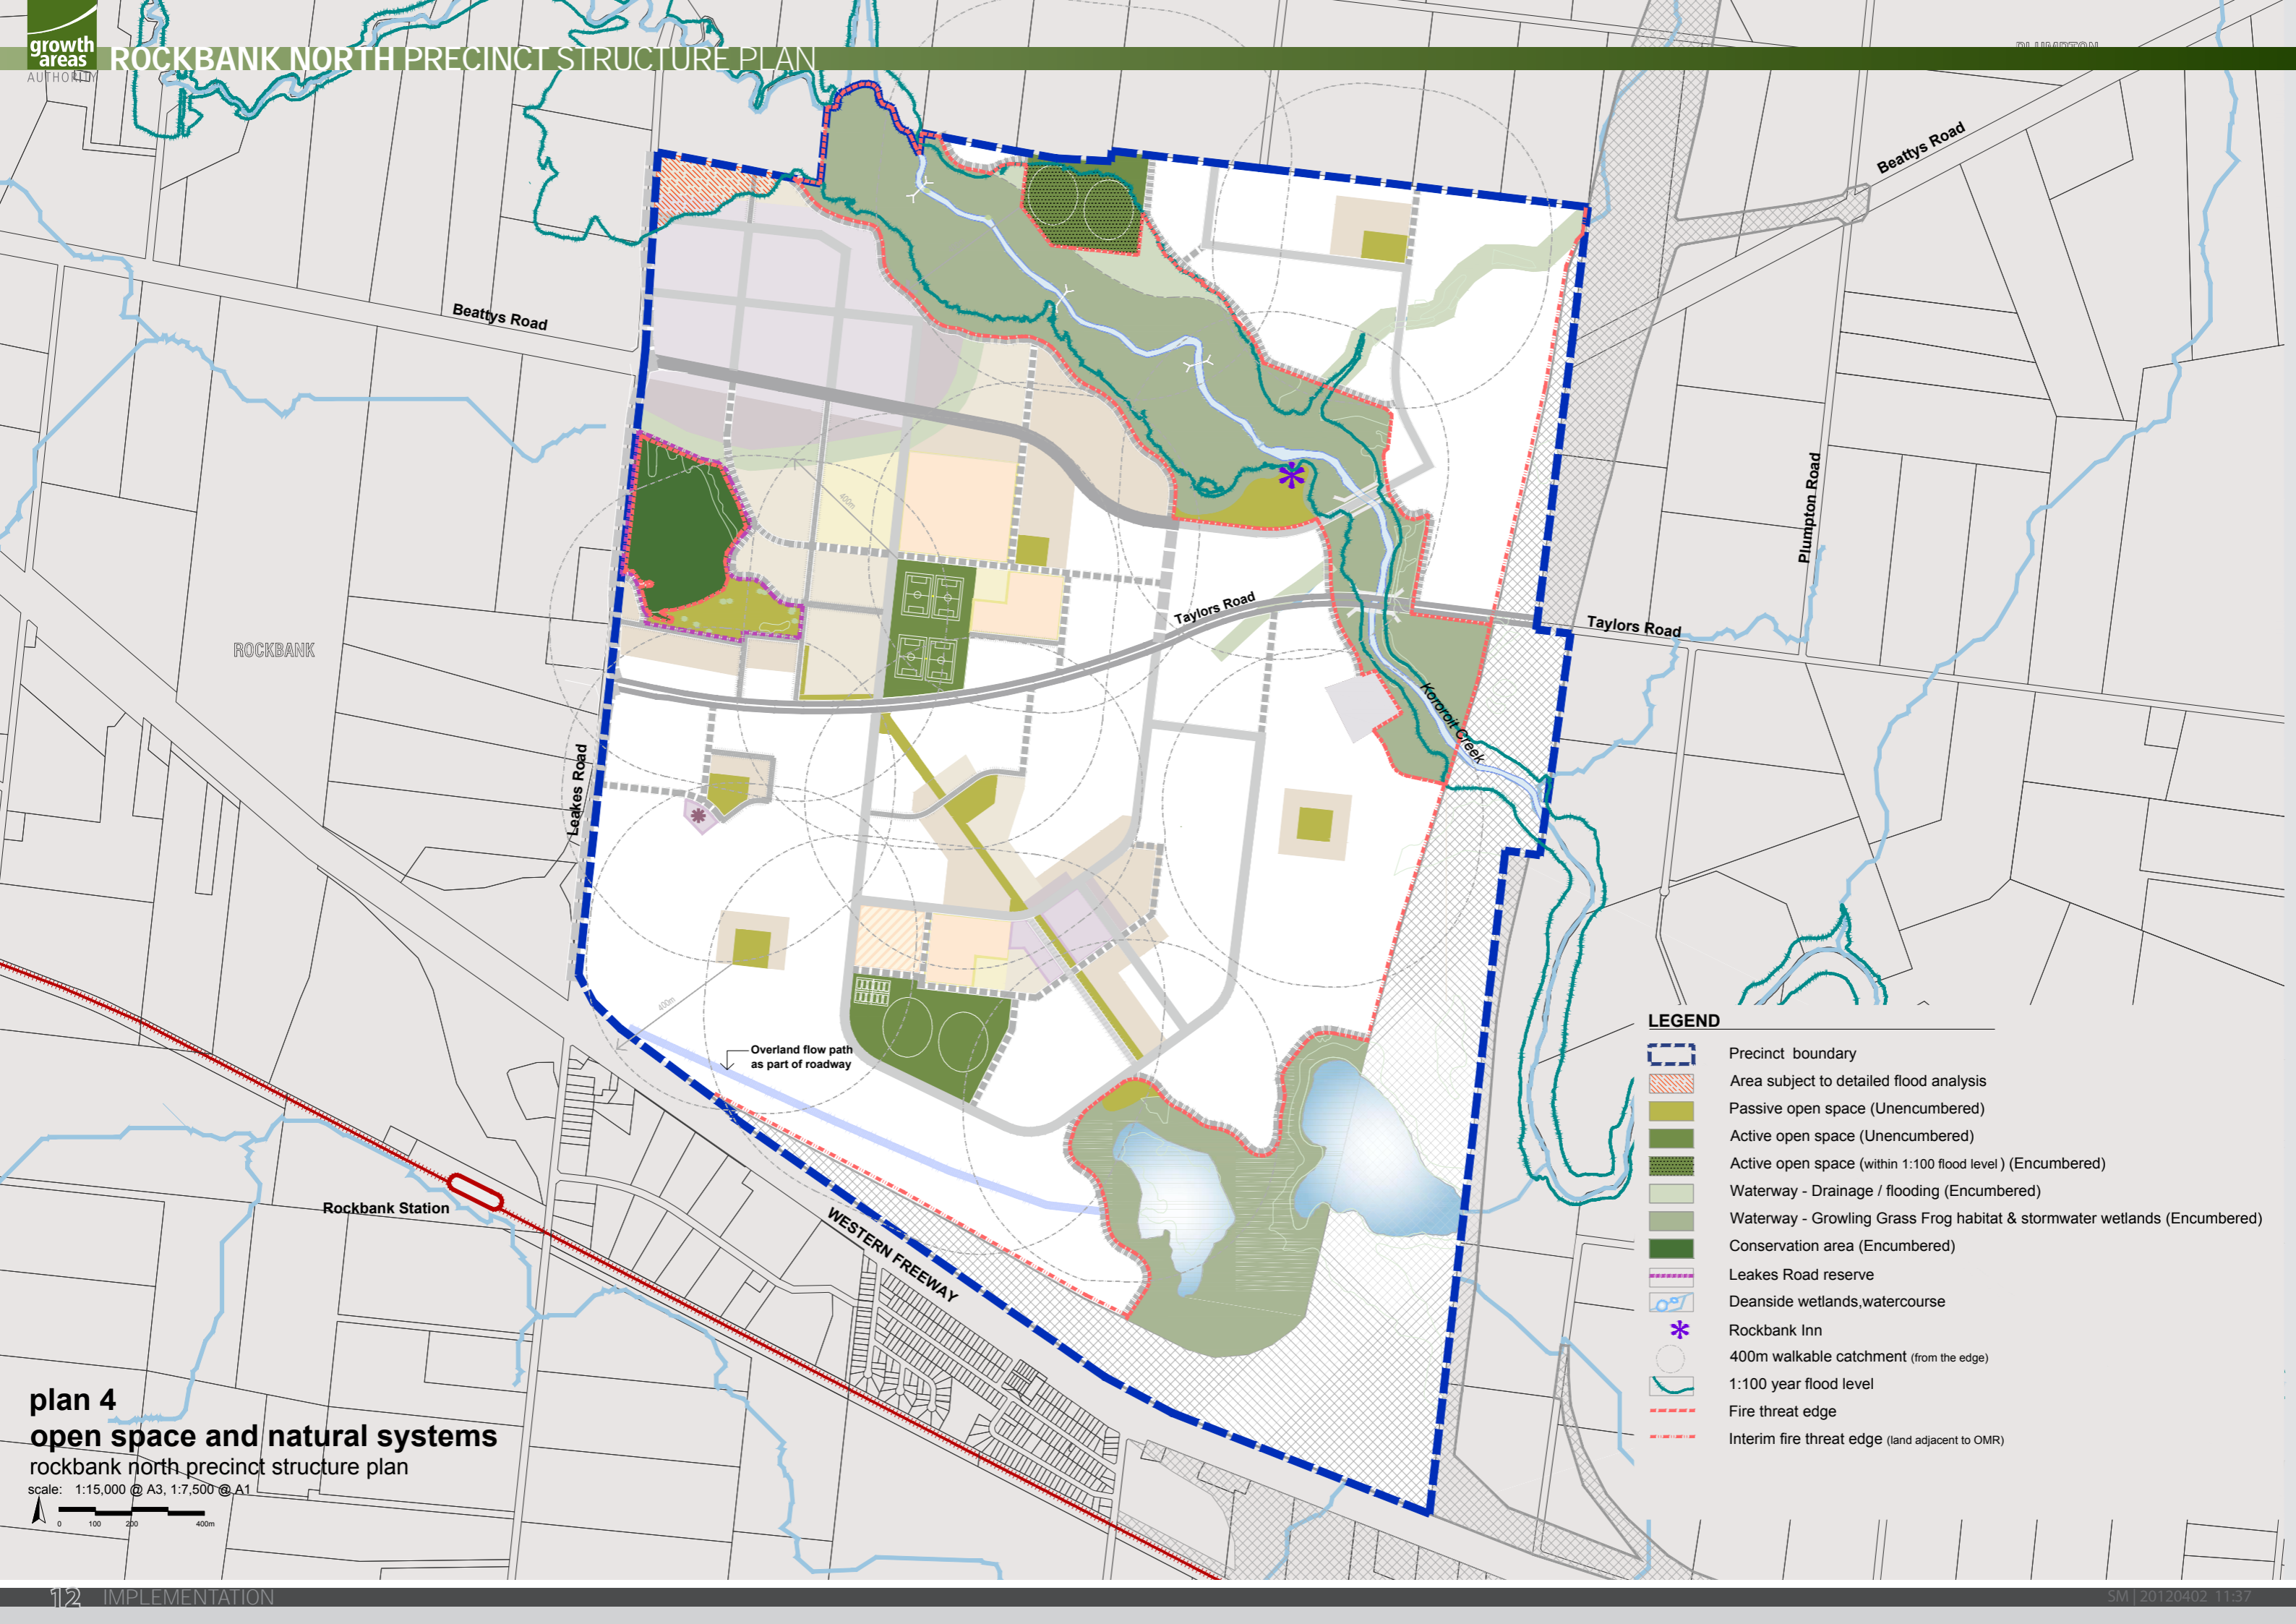 growth
areas
AUTHORITY
ROCKBANK NORTH PRECINCT STRUCTURE PLAN
PLUMPTON
Beattys Road
Beattys Road
400m
Plumpton Road
Taylors Road
Taylors Road
ROCKBANK
Kororoit Creek
Leakes Road
400m
Overland flow path
as part of roadway
Rockbank Station
WESTERN FREEWAY
LEGEND
Precinct boundary
Area subject to detailed flood analysis
Passive open space (Unencumbered)
Active open space (Unencumbered)
Active open space (within 1:100 flood level ) (Encumbered)
Waterway - Drainage / flooding (Encumbered)
Waterway - Growling Grass Frog habitat & stormwater wetlands (Encumbered)
Conservation area (Encumbered)
Leakes Road reserve
Deanside wetlands,watercourse
Rockbank Inn
400m walkable catchment (from the edge)
1:100 year flood level
Fire threat edge
Interim fire threat edge (land adjacent to OMR)
plan 4
open space and natural systems
rockbank north precinct structure plan
scale: 1:15,000 @ A3, 1:7,500 @ A1
0 100 200 400m
12 IMPLEMENTATION
SM | 20120402 11:37